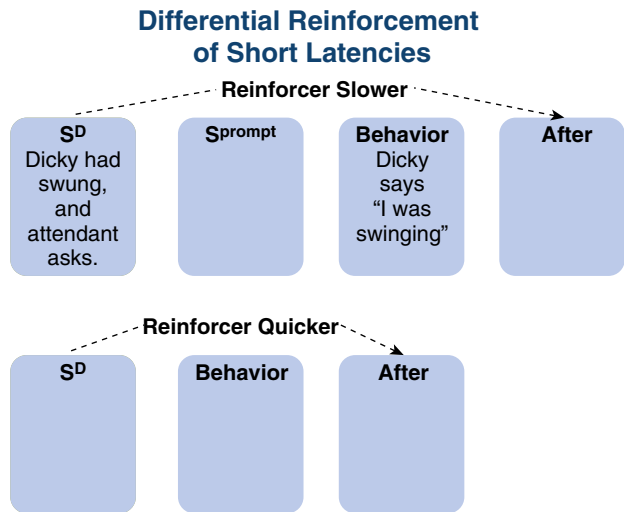 Differential Reinforcement
of Short Latencies
Reinforcer Slower
Sᴰ
Dicky had
swung,
and
attendant
asks.
Sᵖʳᵒᵐᵖᵗ
Behavior
Dicky
says
“I was
swinging”
After
Reinforcer Quicker
Sᴰ
Behavior
After